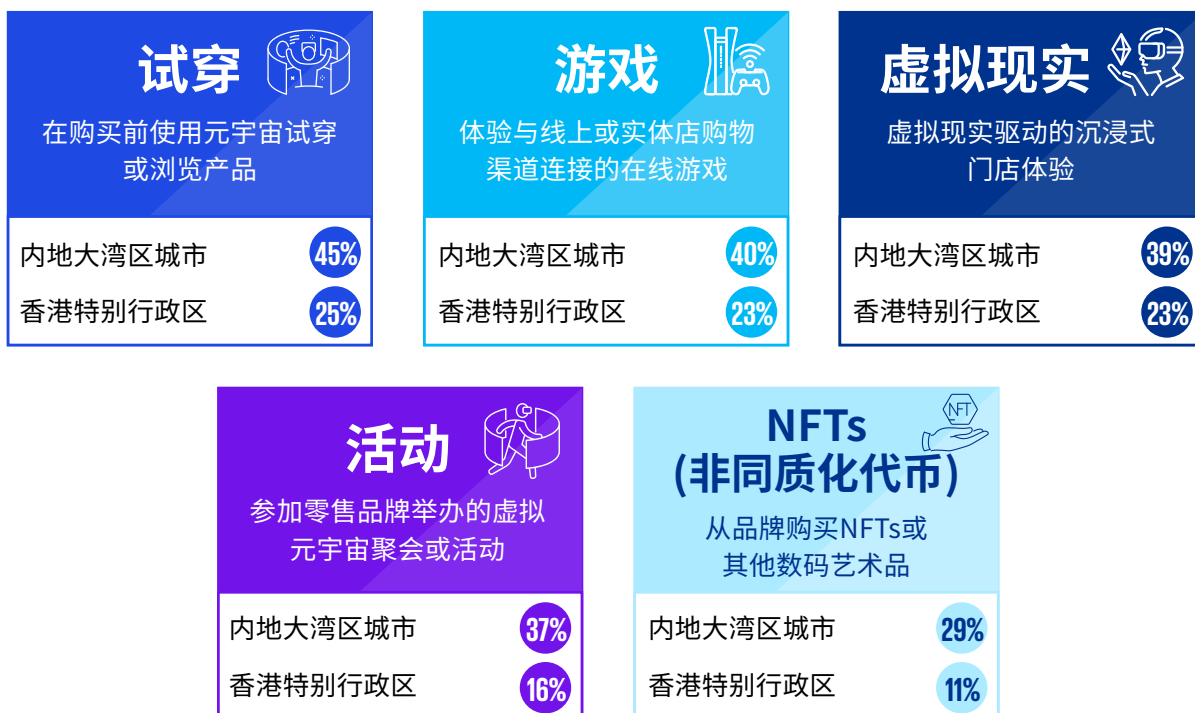 试穿
在购买前使用元宇宙试穿
或浏览产品
内地大湾区城市 45%
香港特别行政区 25%
游戏
体验与线上或实体店购物
渠道连接的在线游戏
内地大湾区城市 40%
香港特别行政区 23%
虚拟现实
虚拟现实驱动的沉浸式
门店体验
内地大湾区城市 39%
香港特别行政区 23%
活动
参加零售品牌举办的虚拟
元宇宙聚会或活动
内地大湾区城市 37%
香港特别行政区 16%
NFTs
(非同质化代币)
NFT
从品牌购买NFTs或
其他数码艺术品
内地大湾区城市 29%
香港特别行政区 11%